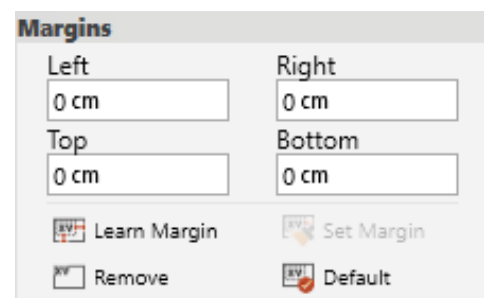 Margins
Left Right
0 cm 0 cm
Top Bottom
0 cm 0 cm
Learn Margin Set Margin
Remove Default